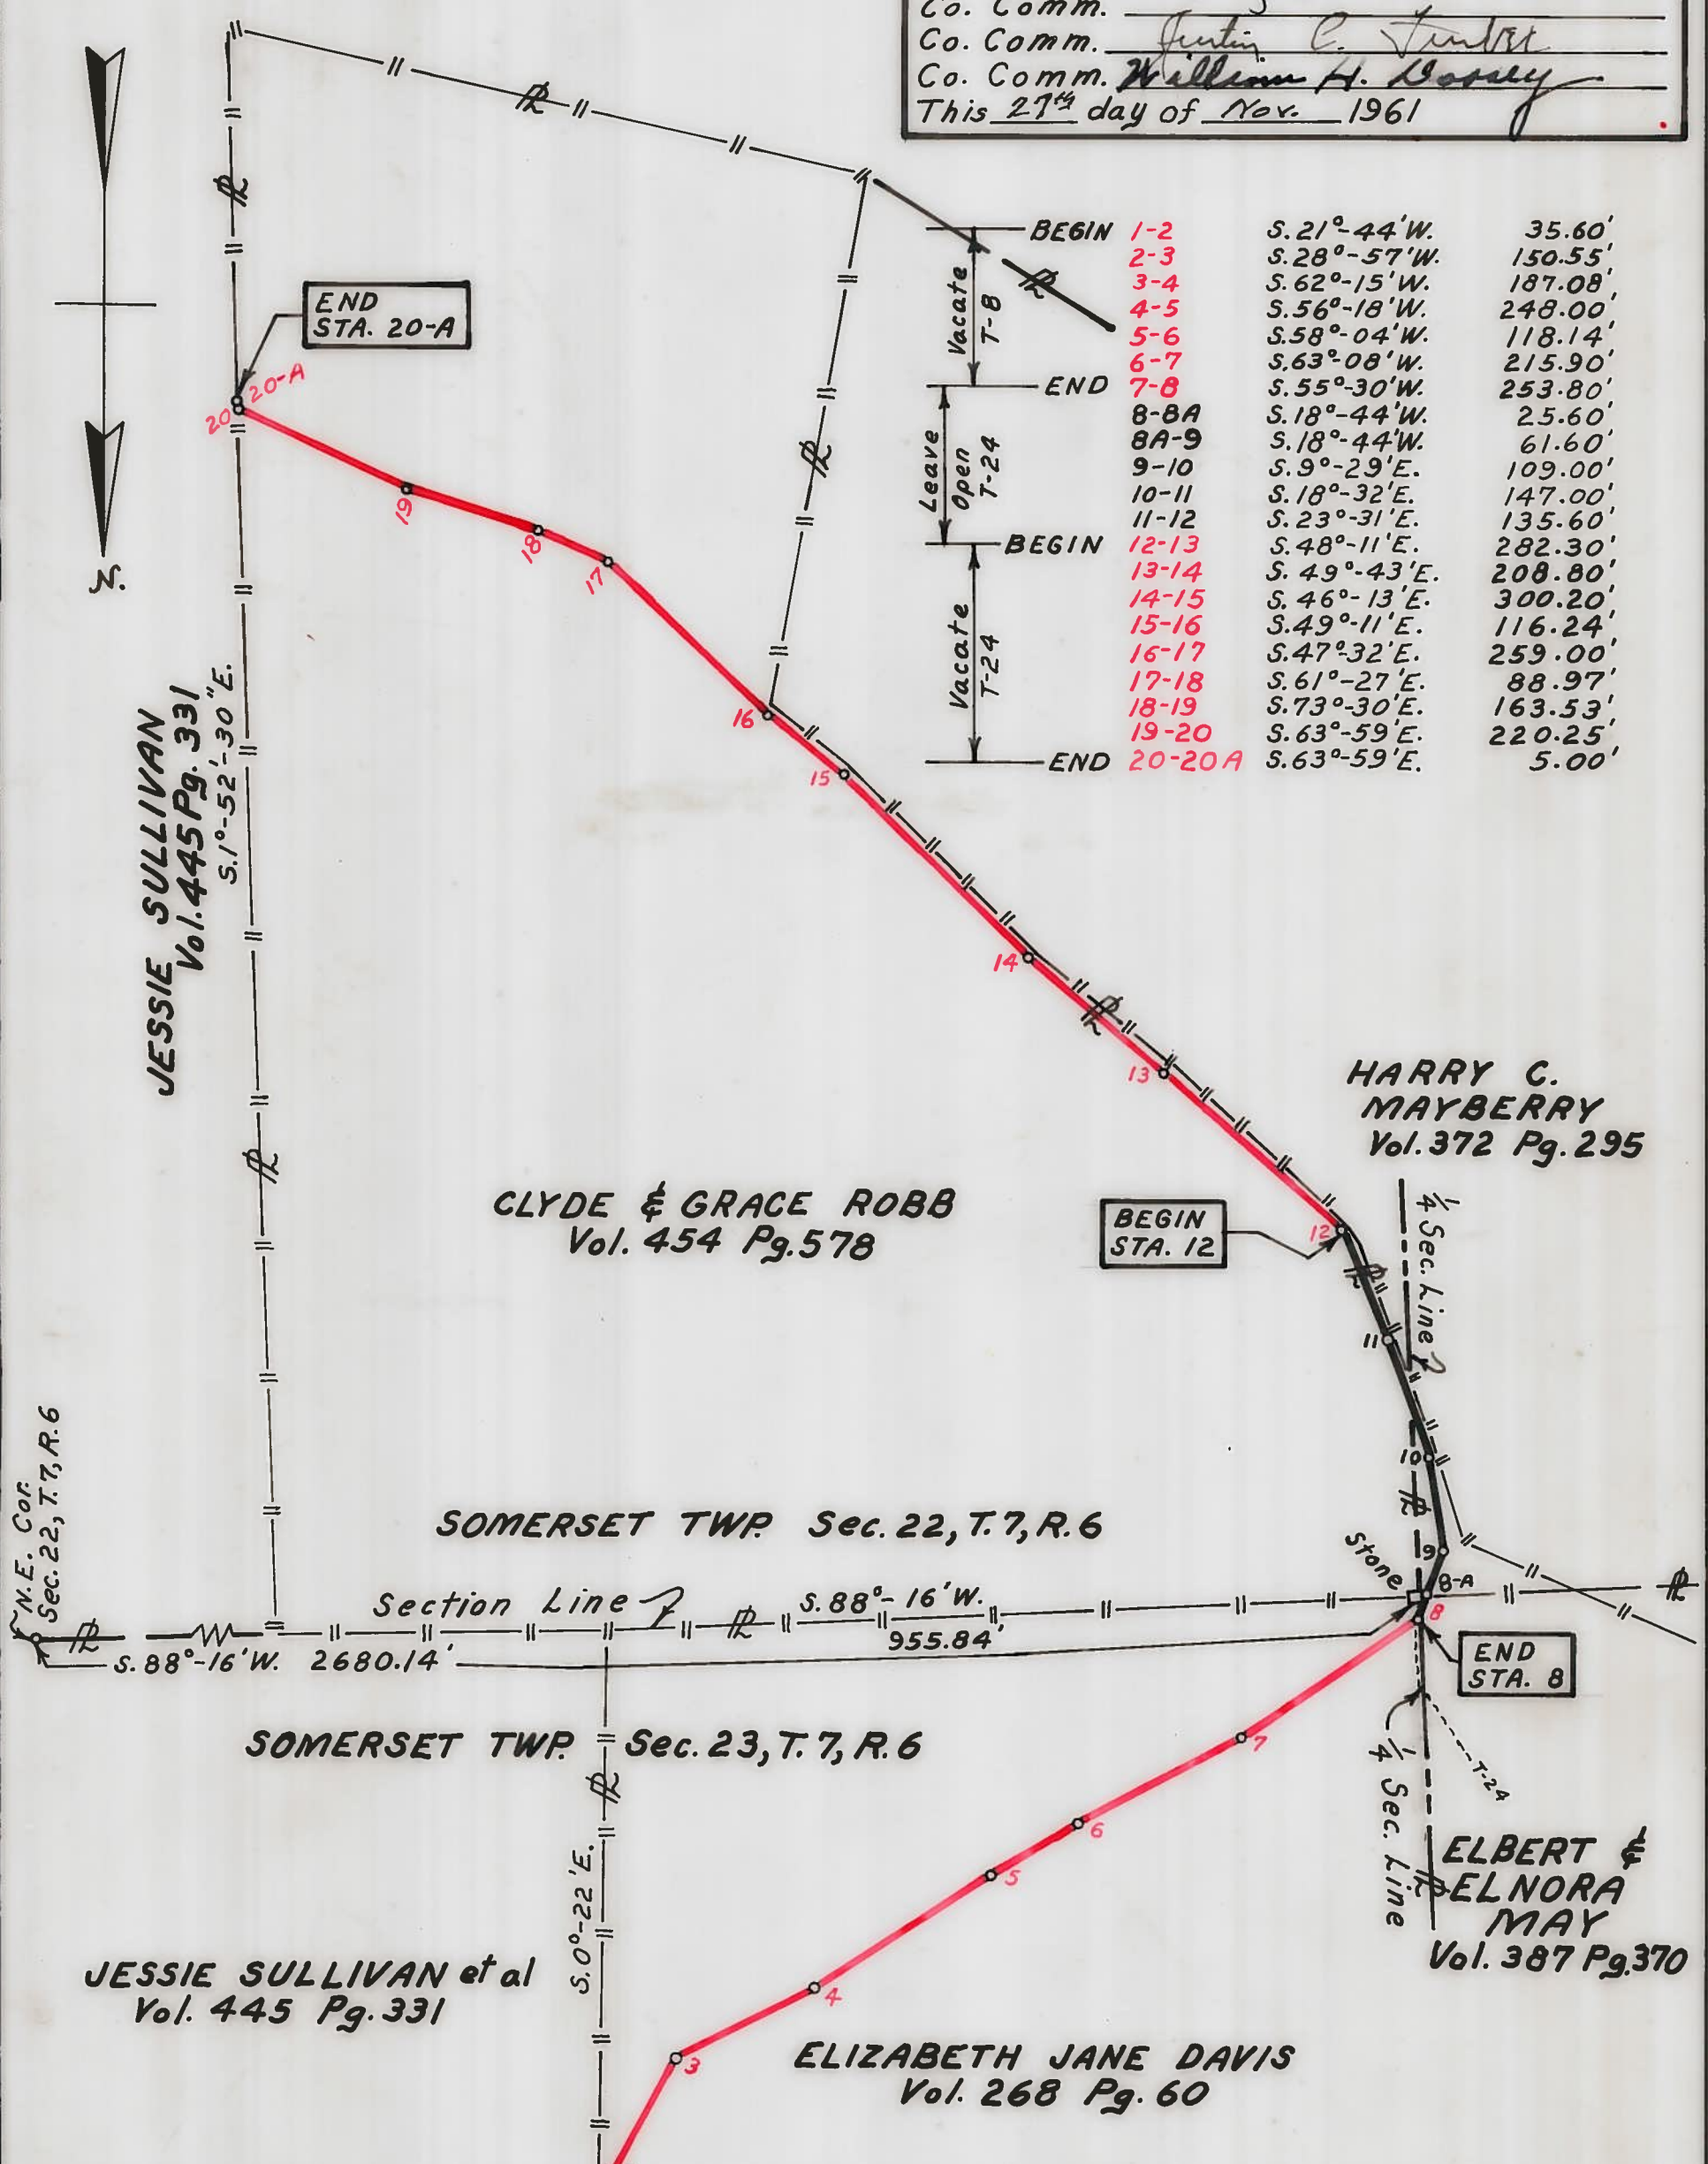 Co. Comm.
Co. Comm. Justin C.
Co. Comm. William H. Dorsey
This 27th day of Nov. 1961
BEGIN 1-2 S.21°-44'W. 35.60'
2-3 S.28°-57'W. 150.55'
3-4 S.62°-15'W. 187.08'
4-5 S.56°-18'W. 248.00'
5-6 S.58°-04'W. 118.14'
6-7 S.63°-08'W. 215.90'
END 7-8 S.55°-30'W. 253.80'
8-8A S.18°-44'W. 25.60'
8A-9 S.18°-44'W. 61.60'
9-10 S.9°-29'E. 109.00'
10-11 S.18°-32'E. 147.00'
11-12 S.23°-31'E. 135.60'
BEGIN 12-13 S.48°-11'E. 282.30'
13-14 S.49°-43'E. 208.80'
14-15 S.46°-13'E. 300.20'
15-16 S.49°-11'E. 116.24'
16-17 S.47°-32'E. 259.00'
17-18 S.61°-27'E. 88.97'
18-19 S.73°-30'E. 163.53'
19-20 S.63°-59'E. 220.25'
END 20-20A S.63°-59'E. 5.00'
Vacate
T-8
Leave
Open
T-24
Vacate
T-24
PL
PL
PL
PL
END
STA. 20-A
20-A
20
19
18
17
16
15
14
13
12
N.
JESSIE SULLIVAN
Vol. 445 Pg. 331
S.1°-52'-30"E.
PL
PL
HARRY C.
MAYBERRY
Vol. 372 Pg. 295
CLYDE & GRACE ROBB
Vol. 454 Pg. 578
BEGIN
STA. 12
1/4 Sec. Line
PL
11
10
PL
9
8-A
8
Stone
N.E. Cor.
Sec. 22, T.7, R.6
SOMERSET TWP. Sec. 22, T.7, R.6
Section Line
S.88°-16'W.
955.84'
PL
PL
PL
S.88°-16'W. 2680.14'
END
STA. 8
SOMERSET TWP. Sec. 23, T.7, R.6
PL
7
6
5
4
3
T-24
1/4 Sec. Line
PL
S.0°-22'E.
ELBERT &
ELNORA
MAY
Vol. 387 Pg. 370
JESSIE SULLIVAN et al
Vol. 445 Pg. 331
ELIZABETH JANE DAVIS
Vol. 268 Pg. 60